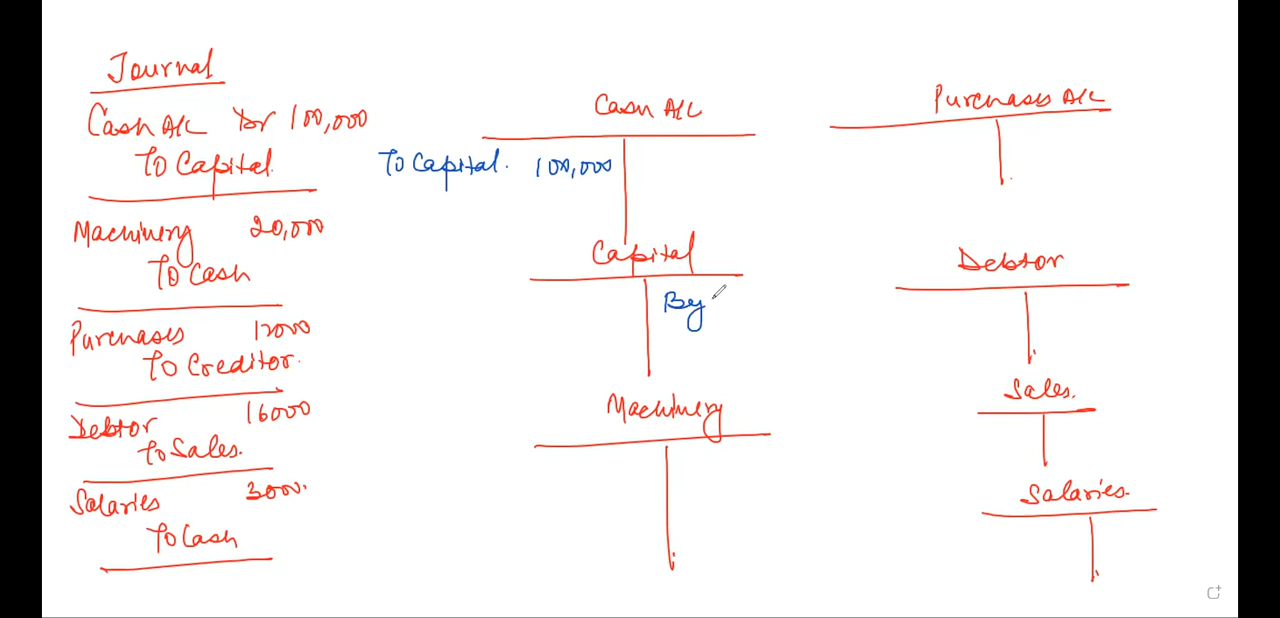 Journal
Cash A/c Dr 100,000
To Capital
Machinery 20,000
To Cash
Purchases 12000
To Creditor.
Debtor 16000
To Sales.
Salaries 3000.
To Cash
Cash A/c
To Capital. 100,000
Capital
By
Machinery
Purchases A/c
Debtor
Sales.
Salaries.